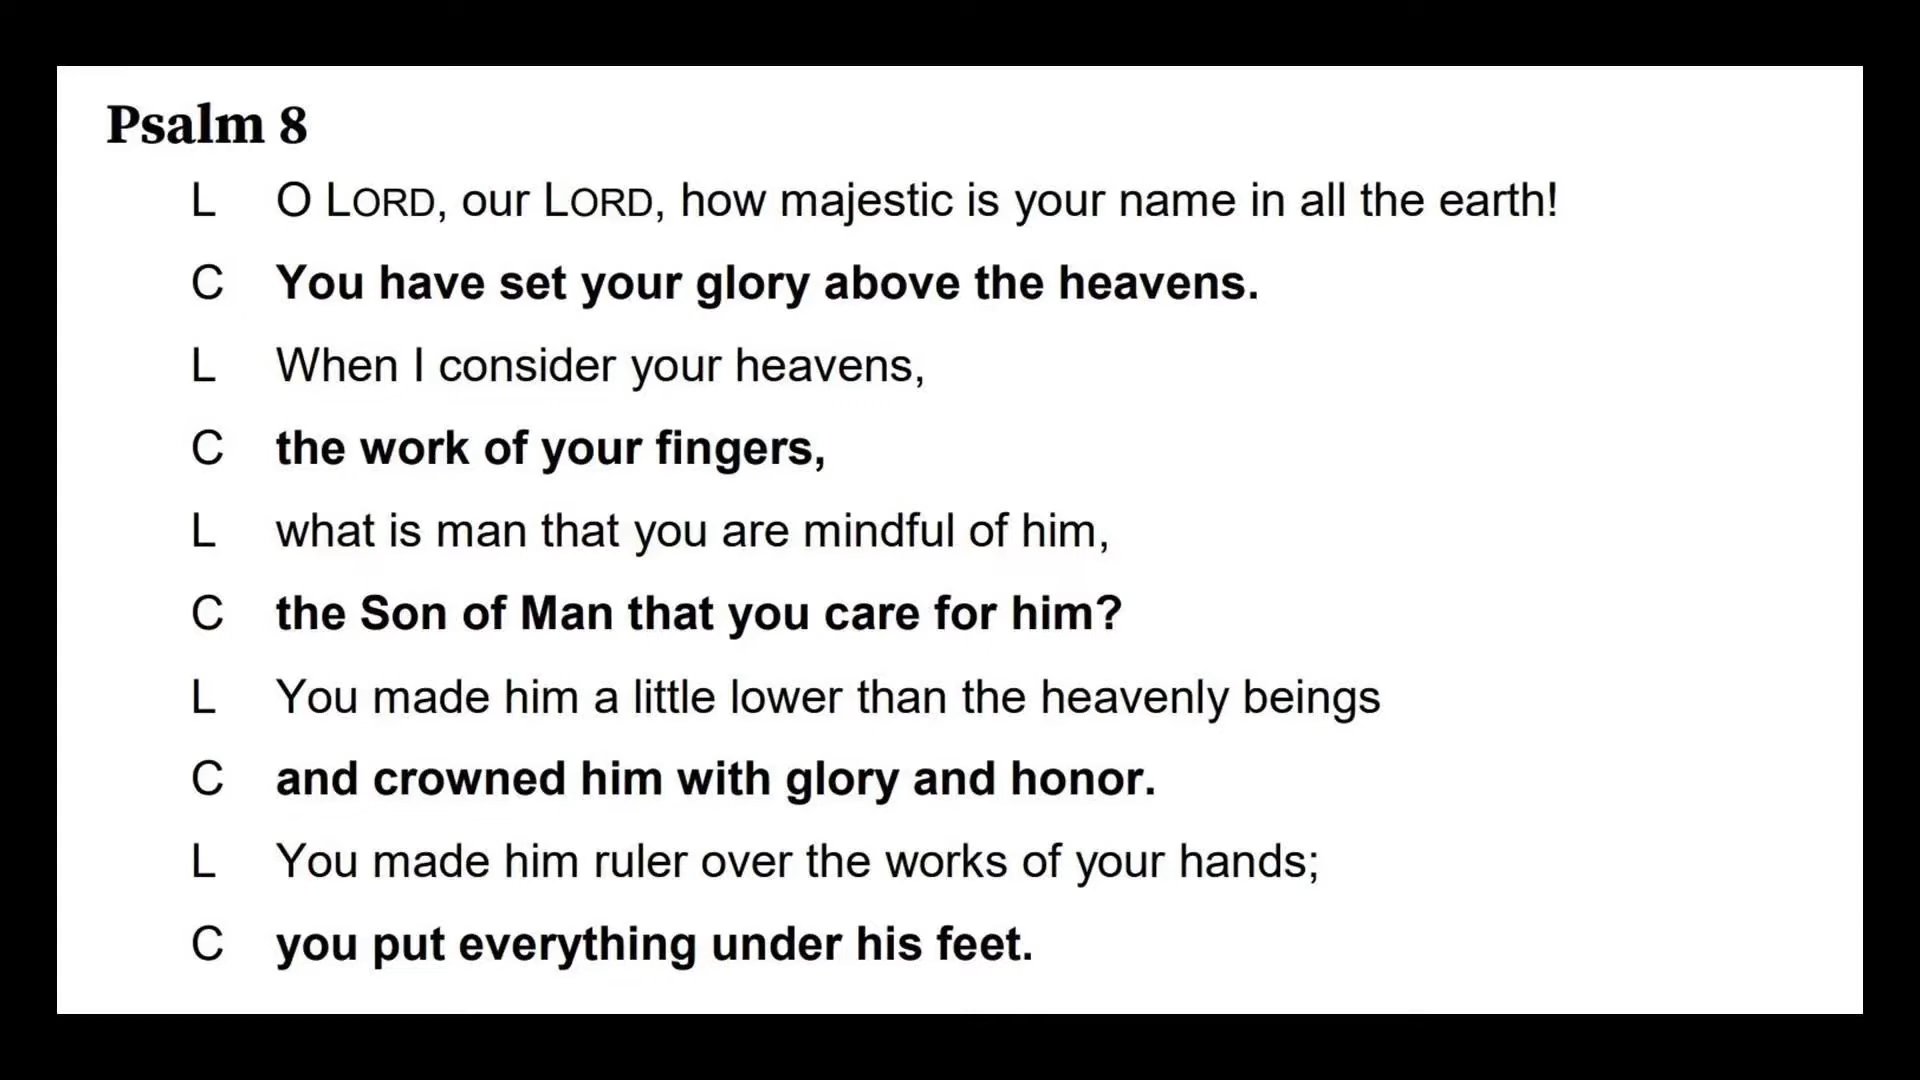 Psalm 8
L O LORD, our LORD, how majestic is your name in all the earth!
C You have set your glory above the heavens.
L When I consider your heavens,
C the work of your fingers,
L what is man that you are mindful of him,
C the Son of Man that you care for him?
L You made him a little lower than the heavenly beings
C and crowned him with glory and honor.
L You made him ruler over the works of your hands;
C you put everything under his feet.